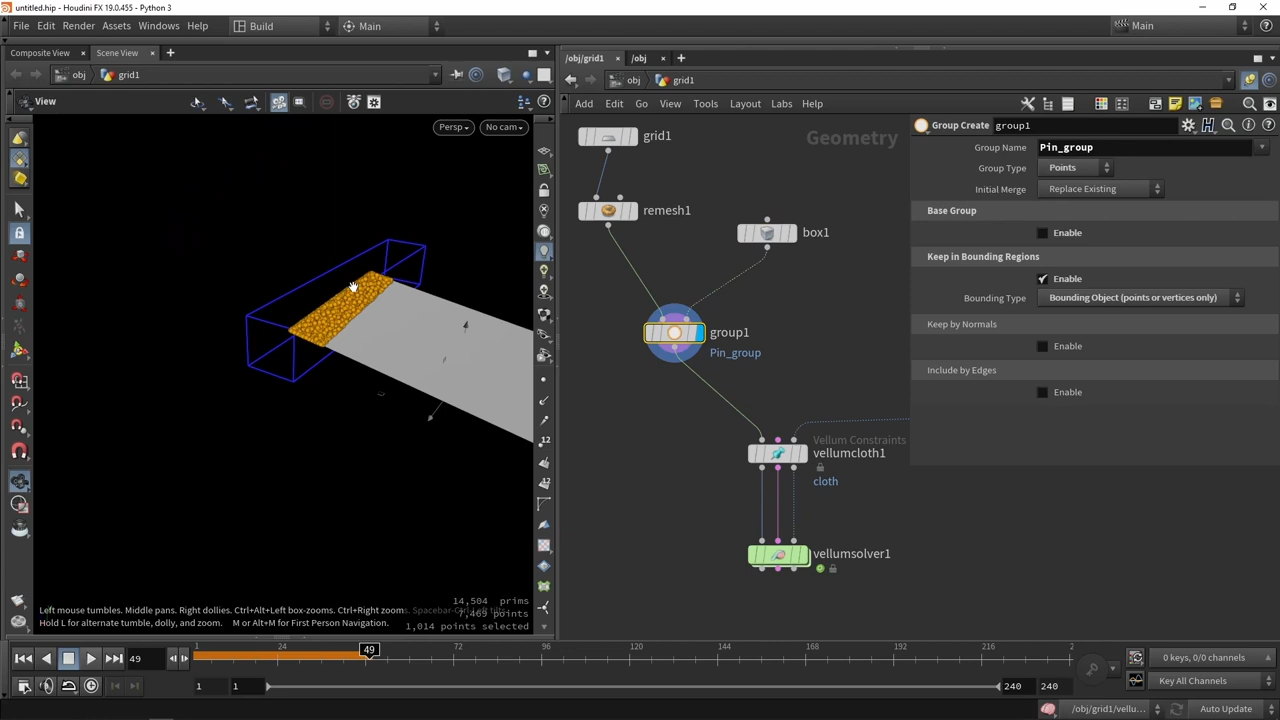 untitled.hip - Houdini FX 19.0.455 - Python 3
File Edit Render Assets Windows Help
Build
Main
Main
Composite View
Scene View
/obj/grid1
/obj
obj
grid1
obj
grid1
View
Add Edit Go View Tools Layout Labs Help
Persp
No cam
Geometry
grid1
remesh1
box1
group1
Pin_group
Vellum Constraints
vellumcloth1
cloth
vellumsolver1
Group Create group1
Group Name Pin_group
Group Type Points
Initial Merge Replace Existing
Base Group
Enable
Keep in Bounding Regions
Enable
Bounding Type Bounding Object (points or vertices only)
Keep by Normals
Enable
Include by Edges
Enable
12
12
14,504 prims
Left mouse tumbles. Middle pans. Right dollies. Ctrl+Alt+Left box-zooms. Ctrl+Right zooms.
7,469 points
Hold L for alternate tumble, dolly, and zoom. M or Alt+M for First Person Navigation.
1,014 points selected
49
1 24 49 72 96 120 144 168 192 216 2
0 keys, 0/0 channels
1 1 240 240
Key All Channels
/obj/grid1/vellu...
Auto Update